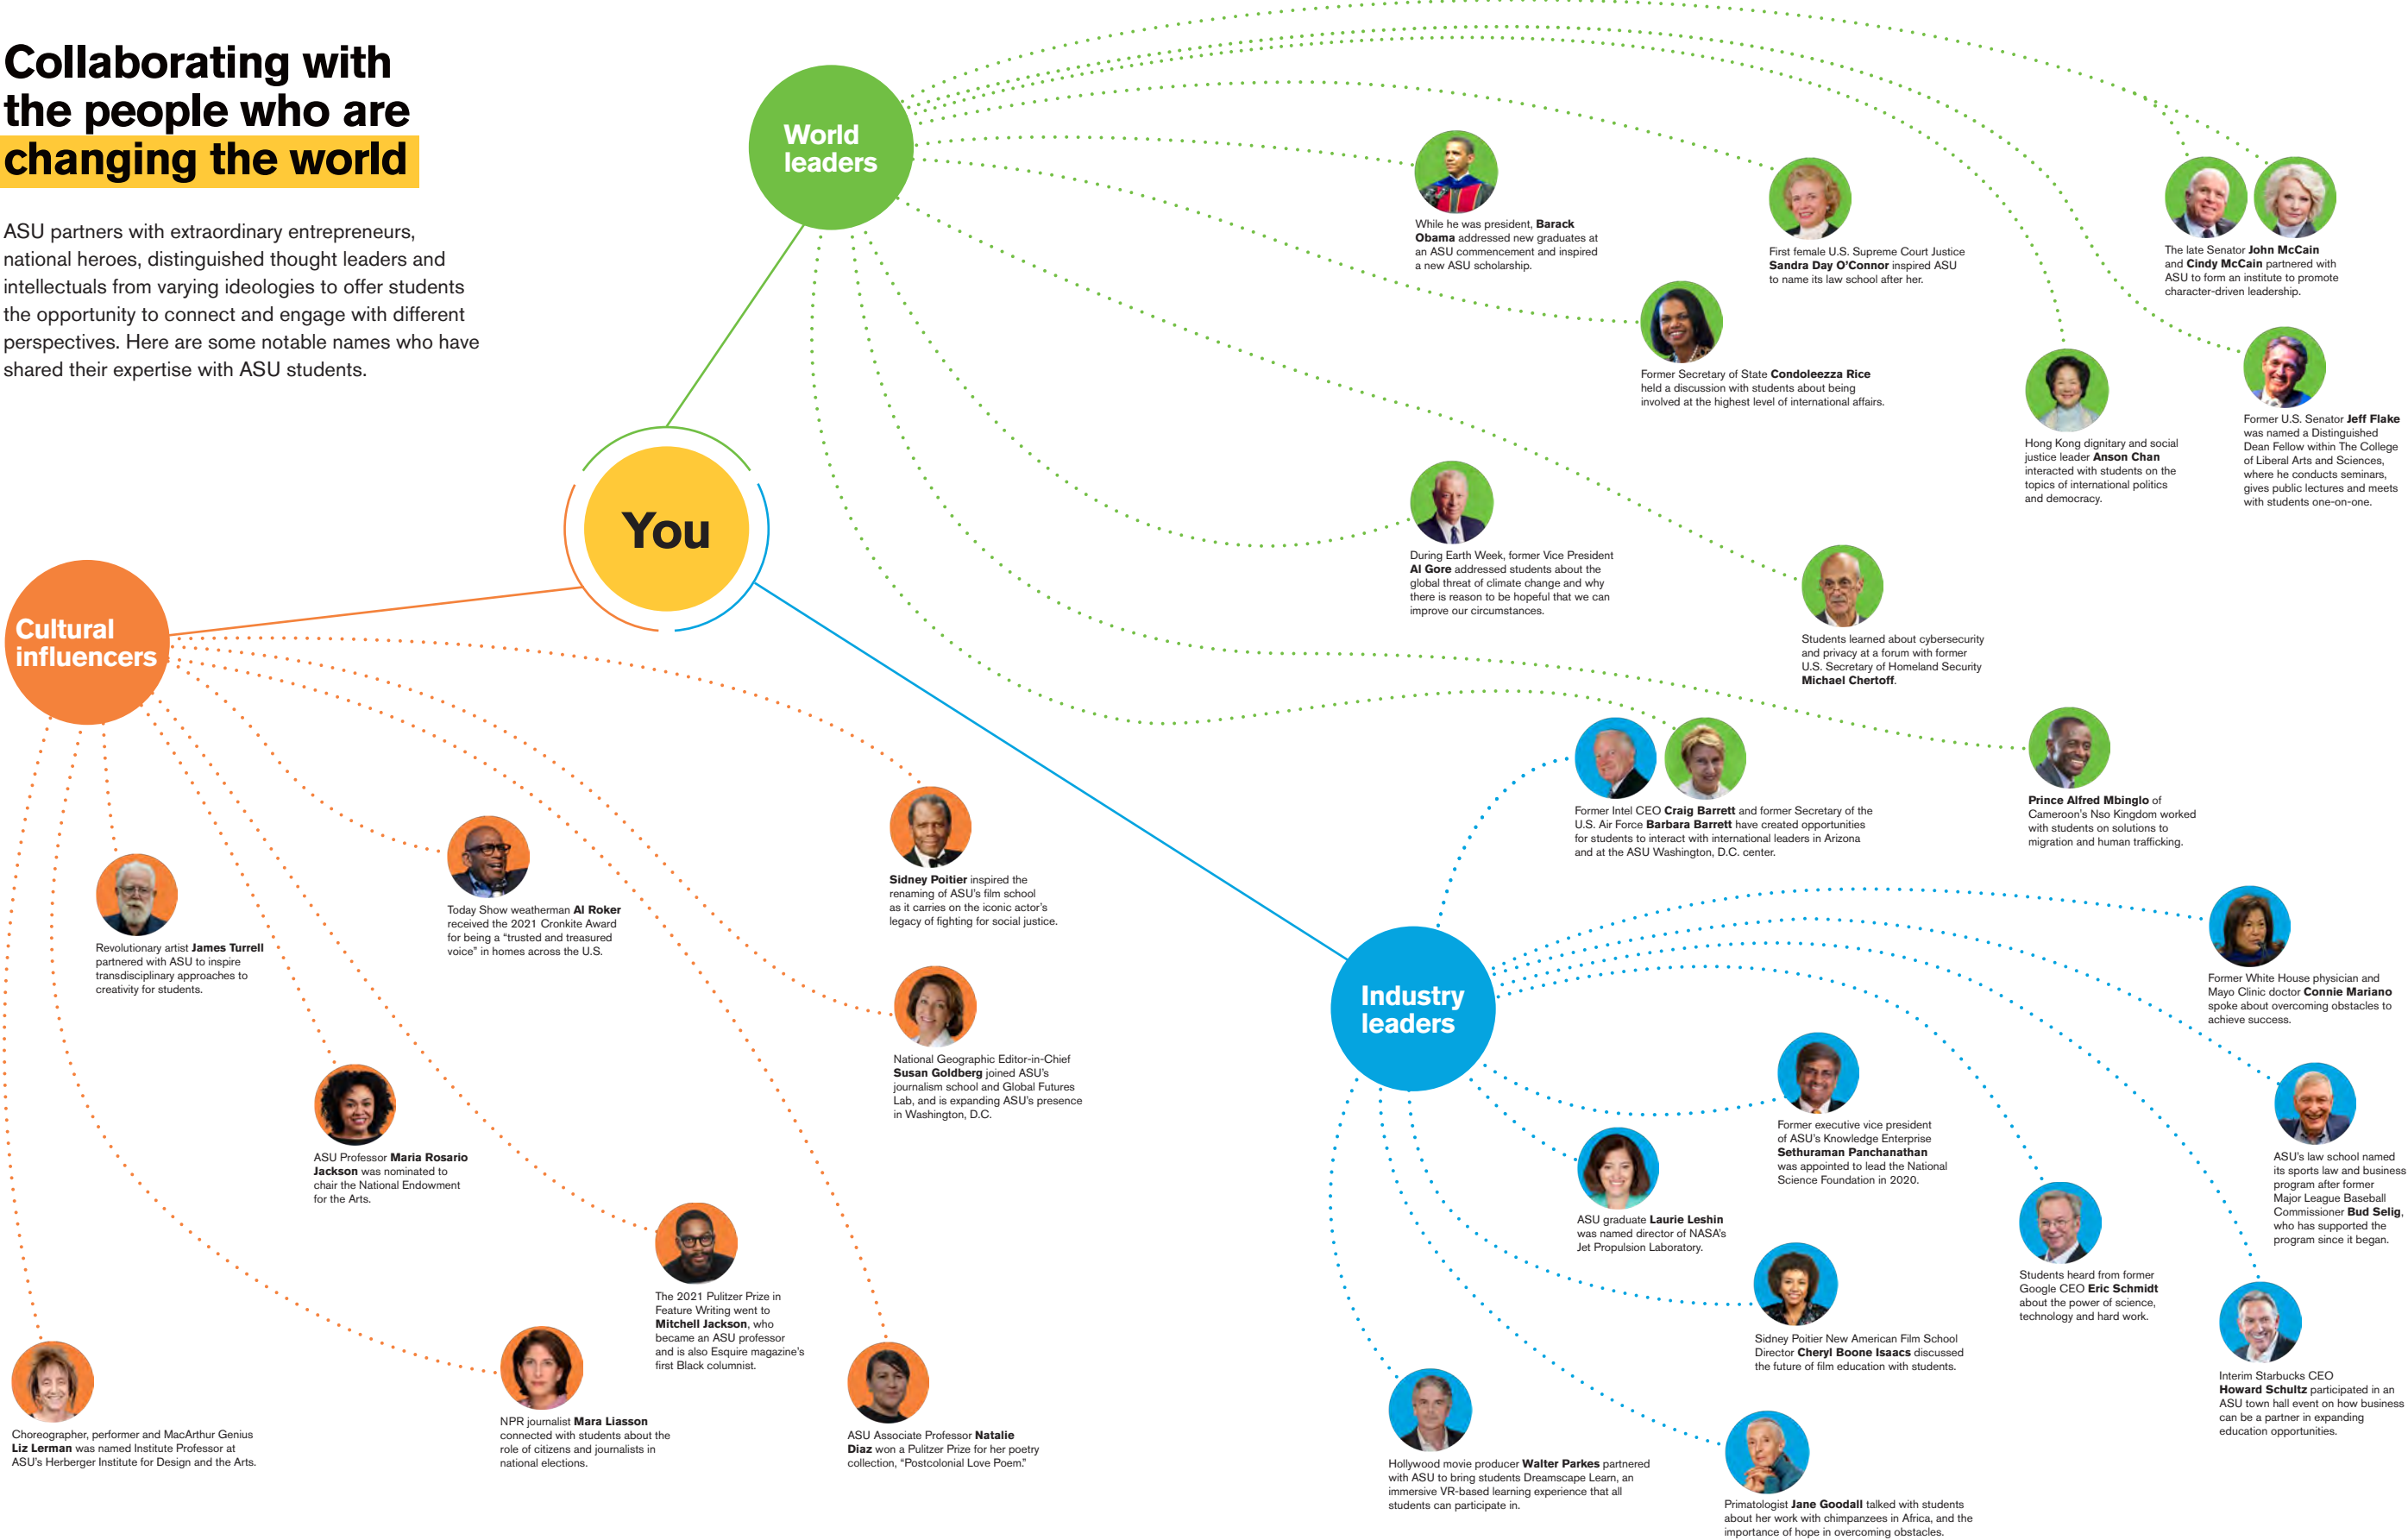 Collaborating with
the people who are
changing the world
ASU partners with extraordinary entrepreneurs,
national heroes, distinguished thought leaders and
intellectuals from varying ideologies to offer students
the opportunity to connect and engage with different
perspectives. Here are some notable names who have
shared their expertise with ASU students.
World
leaders
While he was president, Barack
Obama addressed new graduates at
an ASU commencement and inspired
a new ASU scholarship.
First female U.S. Supreme Court Justice
Sandra Day O'Connor inspired ASU
to name its law school after her.
The late Senator John McCain
and Cindy McCain partnered with
ASU to form an institute to promote
character-driven leadership.
Former Secretary of State Condoleezza Rice
held a discussion with students about being
involved at the highest level of international affairs.
Hong Kong dignitary and social
justice leader Anson Chan
interacted with students on the
topics of international politics
and democracy.
Former U.S. Senator Jeff Flake
was named a Distinguished
Dean Fellow within The College
of Liberal Arts and Sciences,
where he conducts seminars,
gives public lectures and meets
with students one-on-one.
You
During Earth Week, former Vice President
Al Gore addressed students about the
global threat of climate change and why
there is reason to be hopeful that we can
improve our circumstances.
Students learned about cybersecurity
and privacy at a forum with former
U.S. Secretary of Homeland Security
Michael Chertoff.
Former Intel CEO Craig Barrett and former Secretary of the
U.S. Air Force Barbara Barrett have created opportunities
for students to interact with international leaders in Arizona
and at the ASU Washington, D.C. center.
Prince Alfred Mbinglo of
Cameroon's Nso Kingdom worked
with students on solutions to
migration and human trafficking.
Cultural
influencers
Revolutionary artist James Turrell
partnered with ASU to inspire
transdisciplinary approaches to
creativity for students.
Today Show weatherman Al Roker
received the 2021 Cronkite Award
for being a "trusted and treasured
voice" in homes across the U.S.
Sidney Poitier inspired the
renaming of ASU's film school
as it carries on the iconic actor's
legacy of fighting for social justice.
National Geographic Editor-in-Chief
Susan Goldberg joined ASU's
journalism school and Global Futures
Lab, and is expanding ASU's presence
in Washington, D.C.
ASU Professor Maria Rosario
Jackson was nominated to
chair the National Endowment
for the Arts.
The 2021 Pulitzer Prize in
Feature Writing went to
Mitchell Jackson, who
became an ASU professor
and is also Esquire magazine's
first Black columnist.
Choreographer, performer and MacArthur Genius
Liz Lerman was named Institute Professor at
ASU's Herberger Institute for Design and the Arts.
NPR journalist Mara Liasson
connected with students about the
role of citizens and journalists in
national elections.
ASU Associate Professor Natalie
Diaz won a Pulitzer Prize for her poetry
collection, "Postcolonial Love Poem."
Industry
leaders
Former White House physician and
Mayo Clinic doctor Connie Mariano
spoke about overcoming obstacles to
achieve success.
Former executive vice president
of ASU's Knowledge Enterprise
Sethuraman Panchanathan
was appointed to lead the National
Science Foundation in 2020.
ASU's law school named
its sports law and business
program after former
Major League Baseball
Commissioner Bud Selig,
who has supported the
program since it began.
ASU graduate Laurie Leshin
was named director of NASA's
Jet Propulsion Laboratory.
Students heard from former
Google CEO Eric Schmidt
about the power of science,
technology and hard work.
Sidney Poitier New American Film School
Director Cheryl Boone Isaacs discussed
the future of film education with students.
Interim Starbucks CEO
Howard Schultz participated in an
ASU town hall event on how business
can be a partner in expanding
education opportunities.
Hollywood movie producer Walter Parkes partnered
with ASU to bring students Dreamscape Learn, an
immersive VR-based learning experience that all
students can participate in.
Primatologist Jane Goodall talked with students
about her work with chimpanzees in Africa, and the
importance of hope in overcoming obstacles.